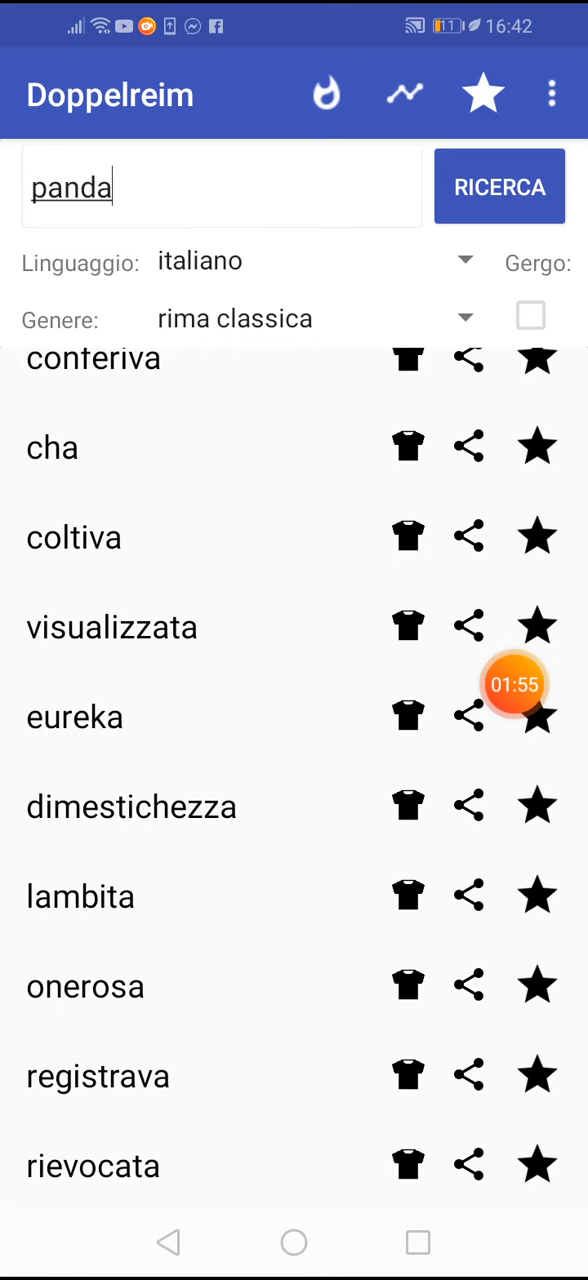 11 16:42
Doppelreim
panda RICERCA
Linguaggio: italiano Gergo:
Genere: rima classica
conferiva
cha
coltiva
visualizzata
01:55
eureka
dimestichezza
lambita
onerosa
registrava
rievocata